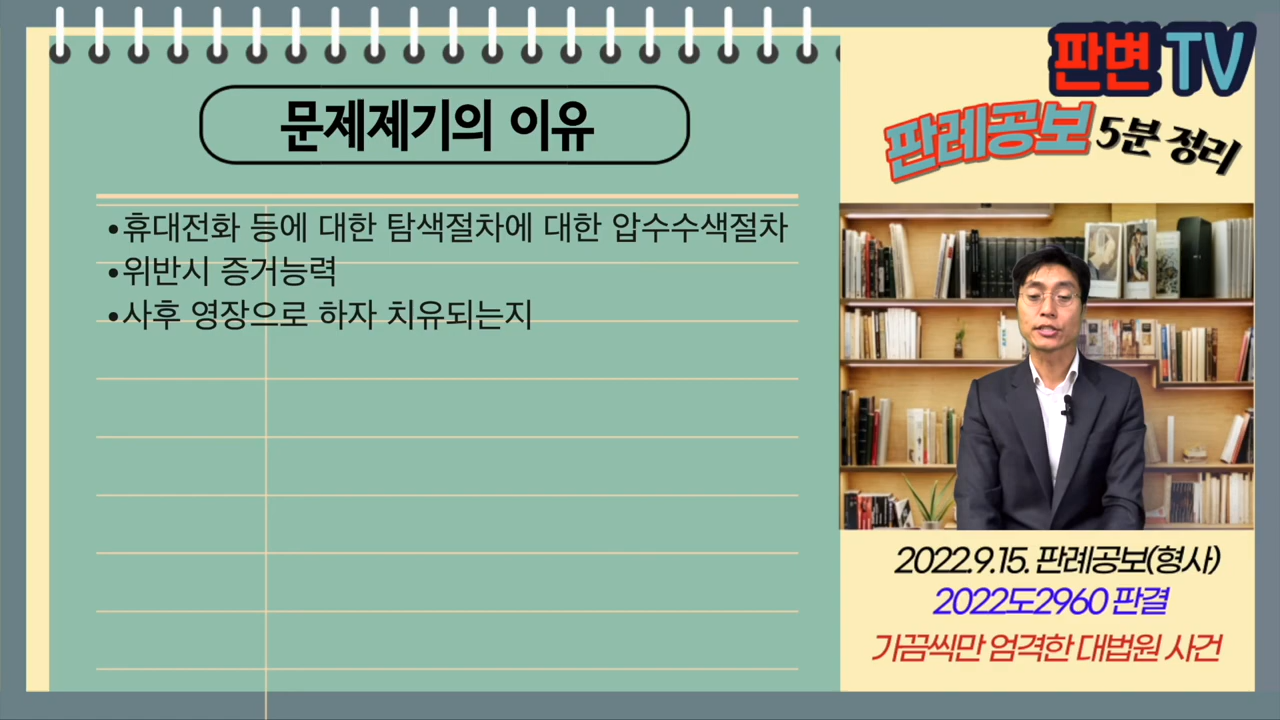 문제제기의 이유
•휴대전화 등에 대한 탐색절차에 대한 압수수색절차
•위반시 증거능력
•사후 영장으로 하자 치유되는지
판변 TV
판례공보 5분 정리
2022.9.15. 판례공보(형사)
2022도2960 판결
가끔씩만 엄격한 대법원 사건